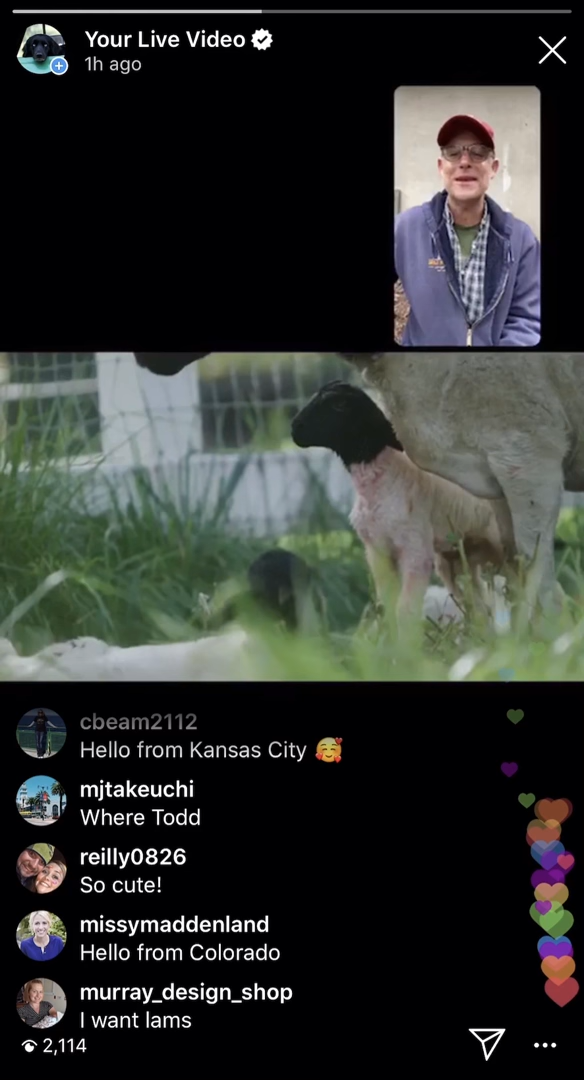 Your Live Video
1h ago
cbeam2112
Hello from Kansas City 🥰
mjtakeuchi
Where Todd
reilly0826
So cute!
missymaddenland
Hello from Colorado
murray_design_shop
I want lams
2,114